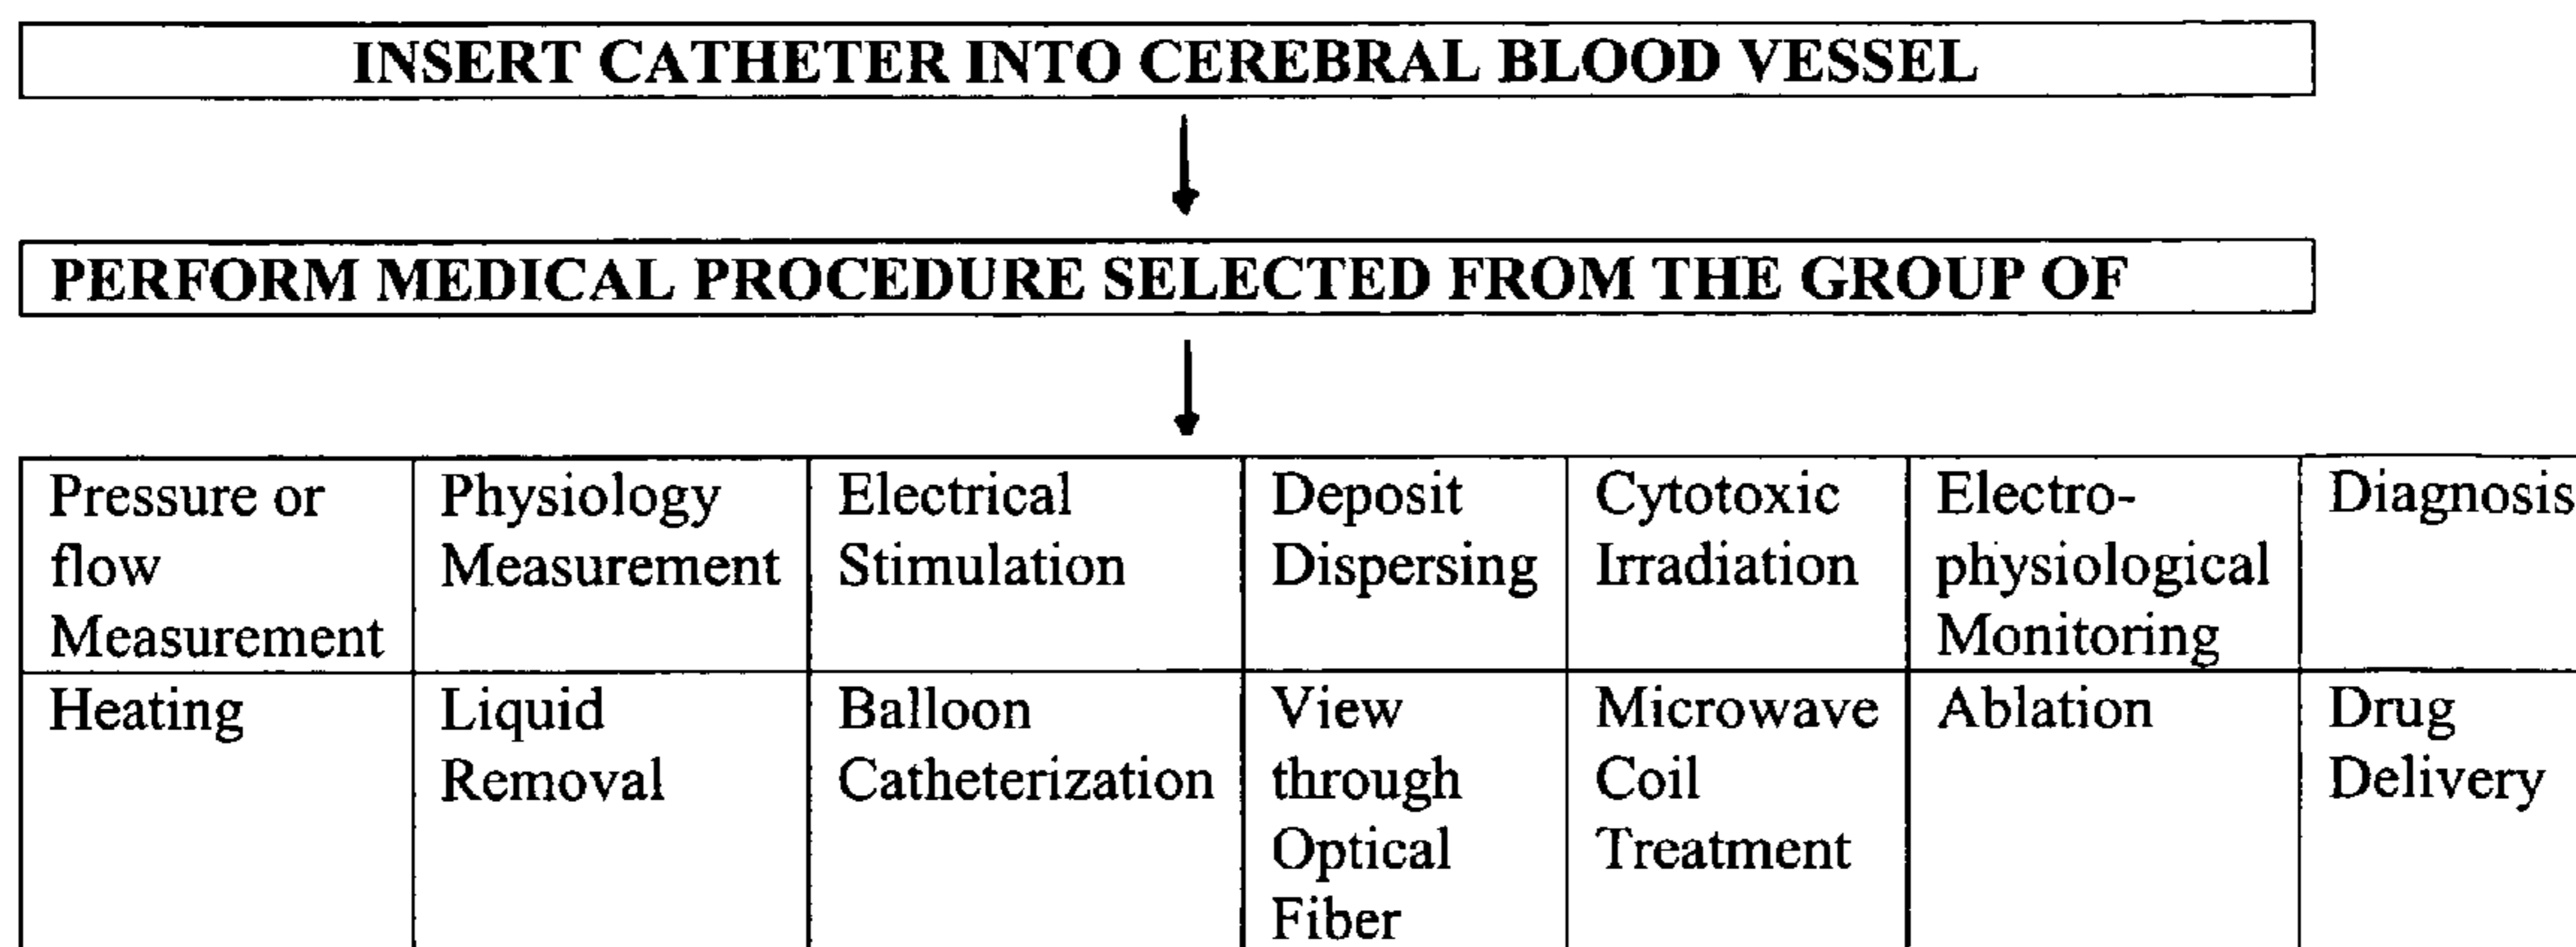 INSERT CATHETER INTO CEREBRAL BLOOD VESSEL
PERFORM MEDICAL PROCEDURE SELECTED FROM THE GROUP OF
Pressure or
flow
Measurement
Physiology
Measurement
Electrical
Stimulation
Deposit
Dispersing
Cytotoxic
Irradiation
Electro-
physiological
Monitoring
Diagnosis
Heating
Liquid
Removal
Balloon
Catheterization
View
through
Optical
Fiber
Microwave
Coil
Treatment
Ablation
Drug
Delivery